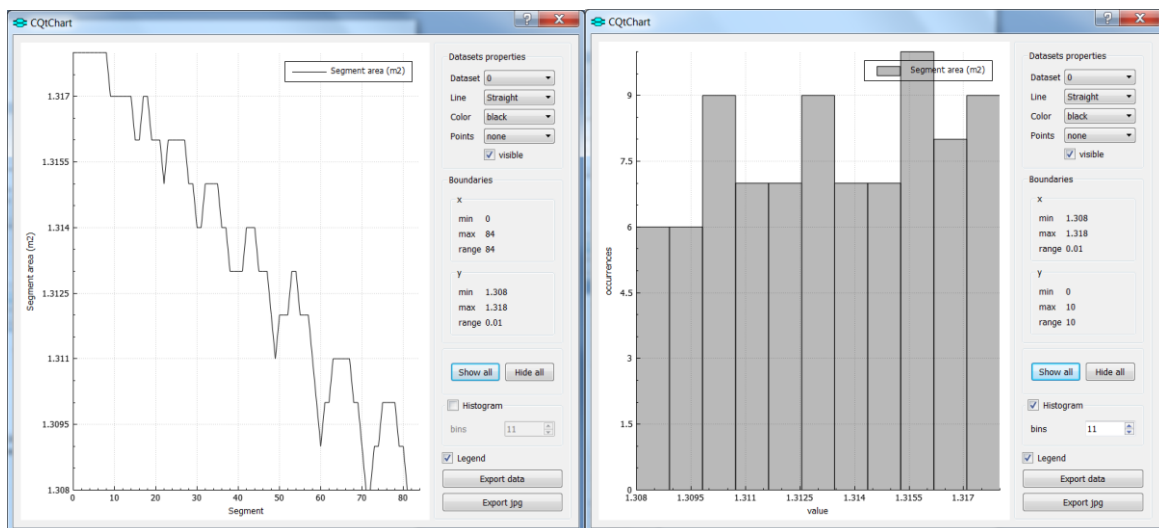 CQtChart
Segment area (m2)
1.317
1.3155
1.314
1.3125
1.311
1.3095
1.308
Segment area (m2)
0 10 20 30 40 50 60 70 80
Segment
Datasets properties
Dataset 0
Line Straight
Color black
Points none
visible
Boundaries
x
min 0
max 84
range 84
y
min 1.308
max 1.318
range 0.01
Show all Hide all
Histogram
bins 11
Legend
Export data
Export jpg
CQtChart
Segment area (m2)
9
7.5
6
4.5
3
1.5
0
occurrences
1.308 1.3095 1.311 1.3125 1.314 1.3155 1.317
value
Datasets properties
Dataset 0
Line Straight
Color black
Points none
visible
Boundaries
x
min 1.308
max 1.318
range 0.01
y
min 0
max 10
range 10
Show all Hide all
Histogram
bins 11
Legend
Export data
Export jpg